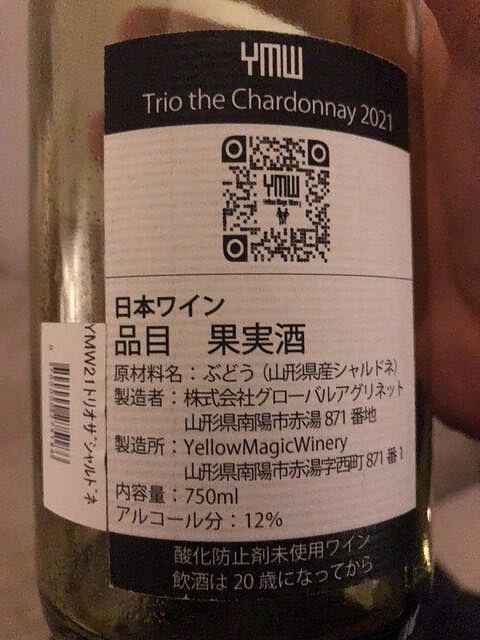 YMW
Trio the Chardonnay 2021
YMW
日本ワイン
品目 果実酒
原材料名：ぶどう（山形県産シャルドネ）
製造者：株式会社グローバルアグリネット
山形県南陽市赤湯871番地
製造所：YellowMagicWinery
山形県南陽市赤湯字西町871番1
内容量：750ml
アルコール分：12%
酸化防止剤未使用ワイン
飲酒は20歳になってから
YMW21トリオザシャルドネ